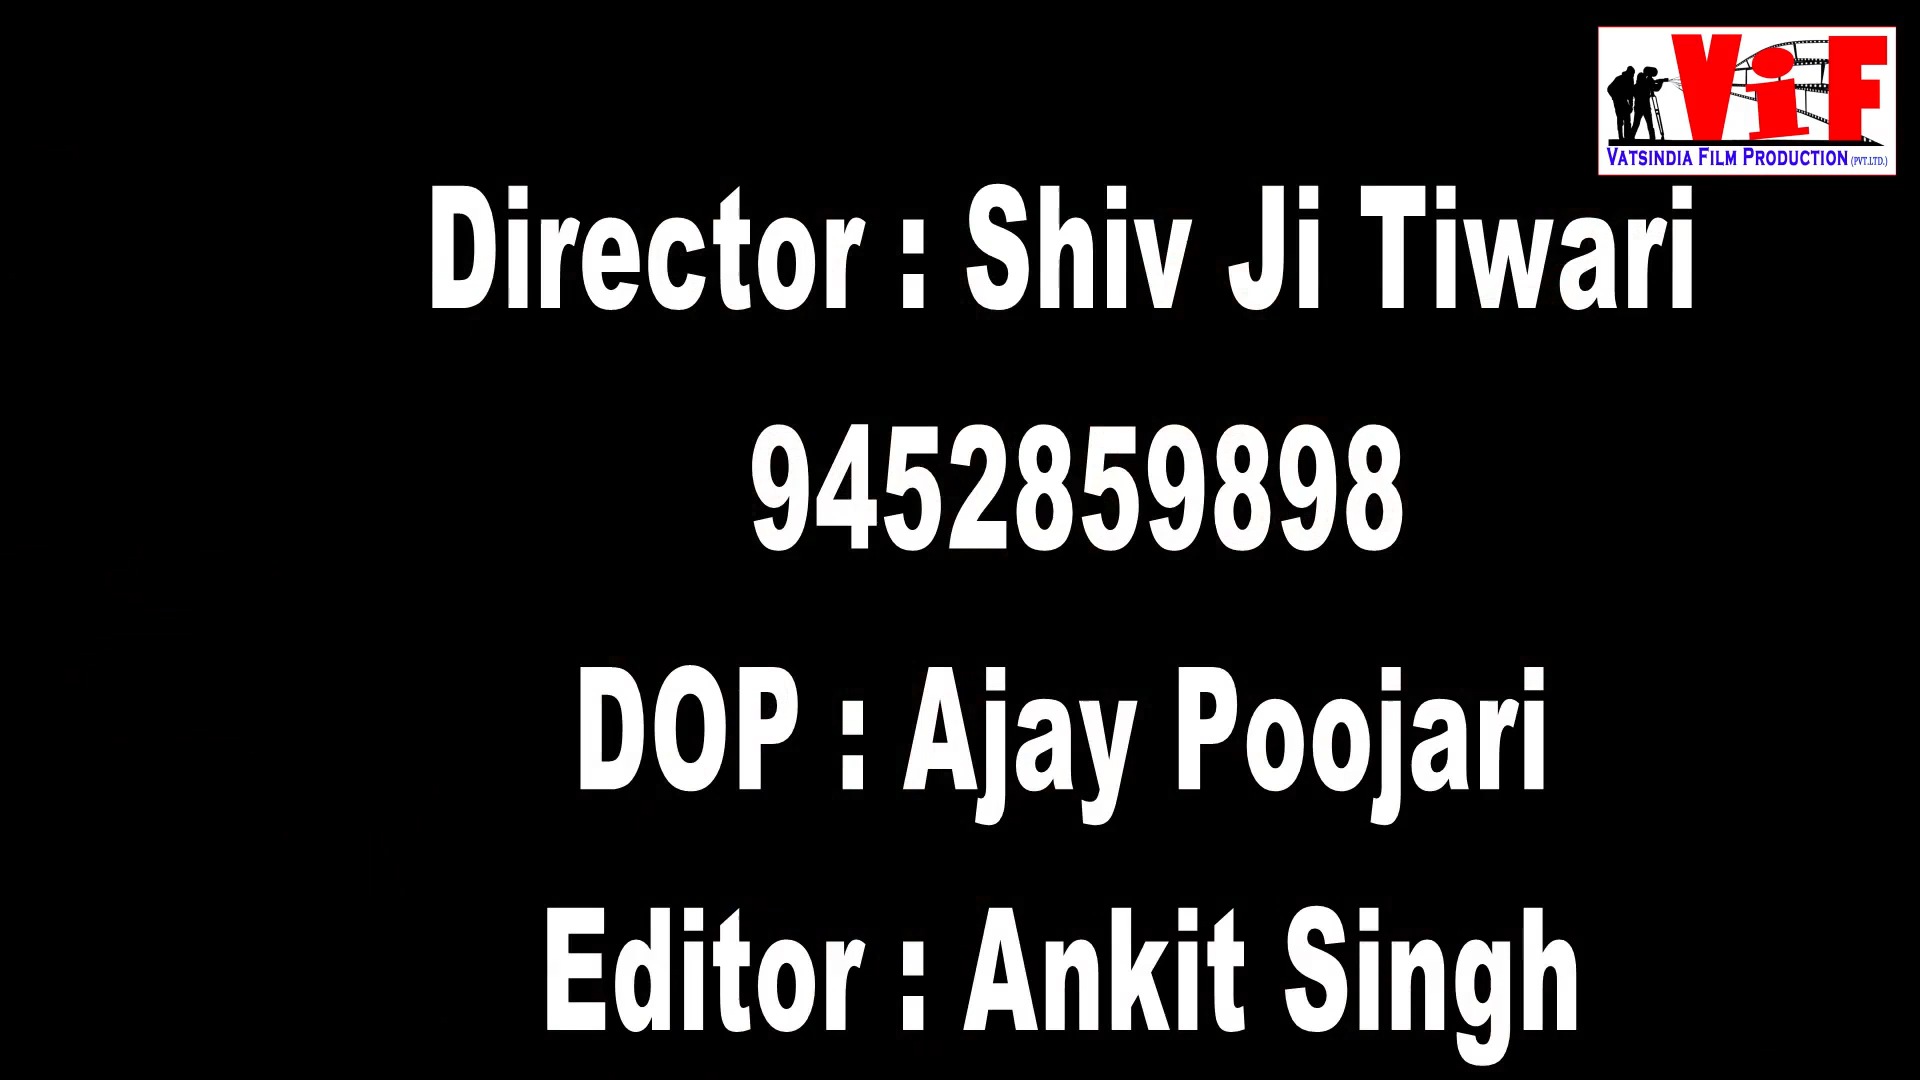 ViF
VATSINDIA FILM PRODUCTION (PVT.LTD.)
Director : Shiv Ji Tiwari
9452859898
DOP : Ajay Poojari
Editor : Ankit Singh